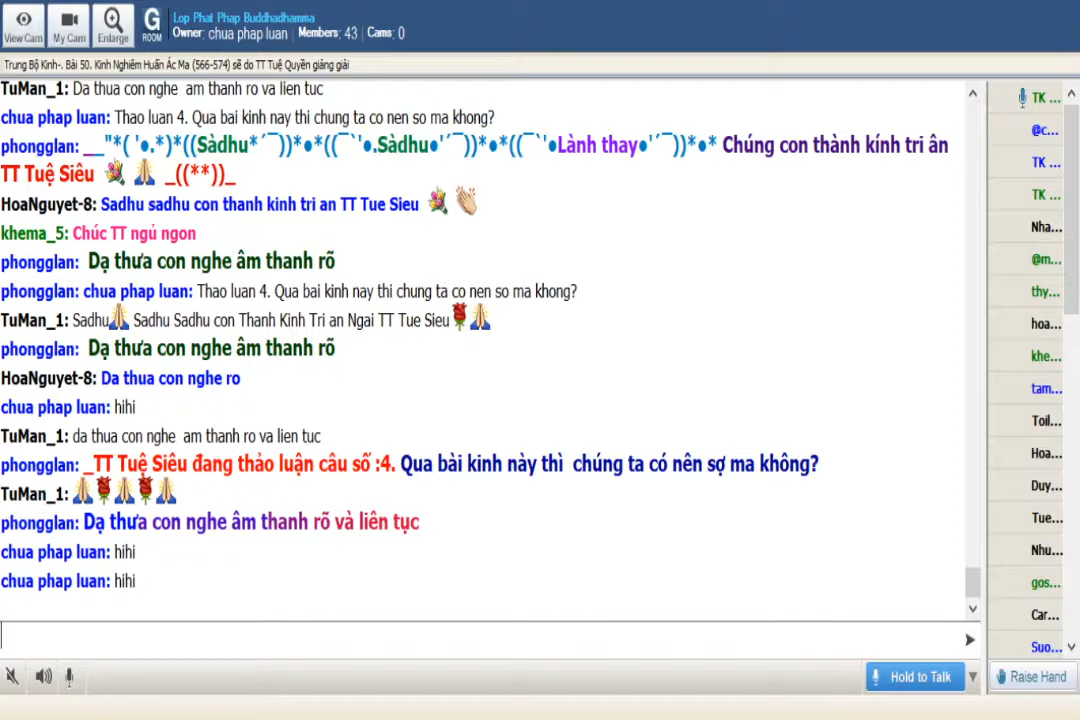 View Cam
My Cam
Enlarge
G
ROOM
Lop Phat Phap Buddhadhamma
Owner: chua phap luan | Members: 43 | Cams: 0
Trung Bộ Kinh-. Bài 50. Kinh Nghiêm Huấn Ác Ma (566-574) sẽ do TT Tuệ Quyền giảng giải
TuMan_1: Da thua con nghe am thanh ro va lien tuc
chua phap luan: Thao luan 4. Qua bai kinh nay thi chung ta co nen so ma khong?
phongglan: __"*( '●.*)*((Sàdhu*´¯))*●*((¯`'●.Sàdhu●'´¯))*●*((¯`'●Lành thay●'´¯))*●* Chúng con thành kính tri ân
TT Tuệ Siêu _((**))_
HoaNguyet-8: Sadhu sadhu con thanh kinh tri an TT Tue Sieu
khema_5: Chúc TT ngủ ngon
phongglan: Dạ thưa con nghe âm thanh rõ
phongglan: chua phap luan: Thao luan 4. Qua bai kinh nay thi chung ta co nen so ma khong?
TuMan_1: Sadhu Sadhu Sadhu con Thanh Kinh Tri an Ngai TT Tue Sieu
phongglan: Dạ thưa con nghe âm thanh rõ
HoaNguyet-8: Da thua con nghe ro
chua phap luan: hihi
TuMan_1: da thua con nghe am thanh ro va lien tuc
phongglan: _TT Tuệ Siêu đang thảo luận câu số :4. Qua bài kinh này thì chúng ta có nên sợ ma không?
TuMan_1:
phongglan: Dạ thưa con nghe âm thanh rõ và liên tục
chua phap luan: hihi
chua phap luan: hihi
TK ...
@c...
TK ...
TK ...
Nha...
@m...
thy...
hoa...
khe...
tam...
Toil...
Hoa...
Duy...
Tue...
Nhu...
gos...
Car...
Suo...
Hold to Talk
Raise Hand